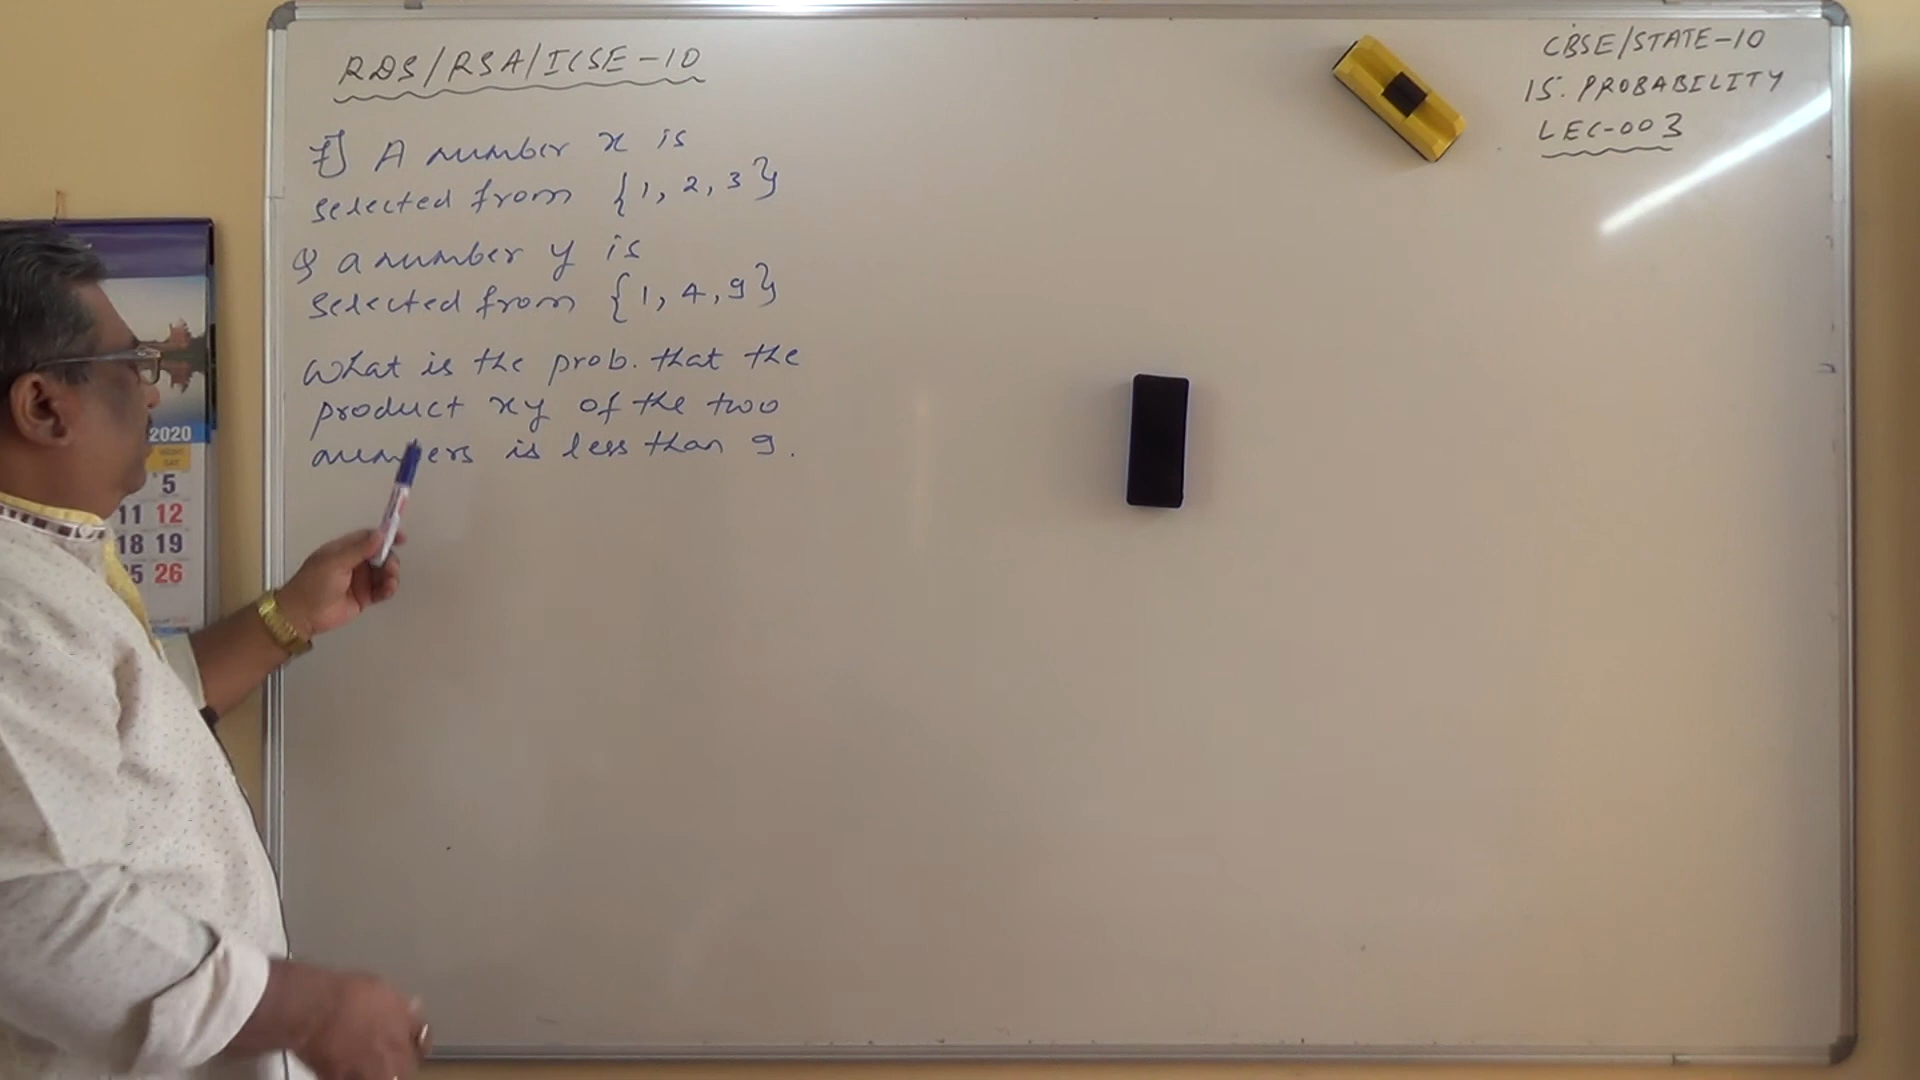 RDS/RSA/ICSE-10
CBSE/STATE-10
15. PROBABILITY
LEC-003
7] A number x is
selected from {1, 2, 3}
& a number y is
selected from {1, 4, 9}
What is the prob. that the
product xy of the two
numbers is less than 9.
2020
5
11 12
18 19
5 26